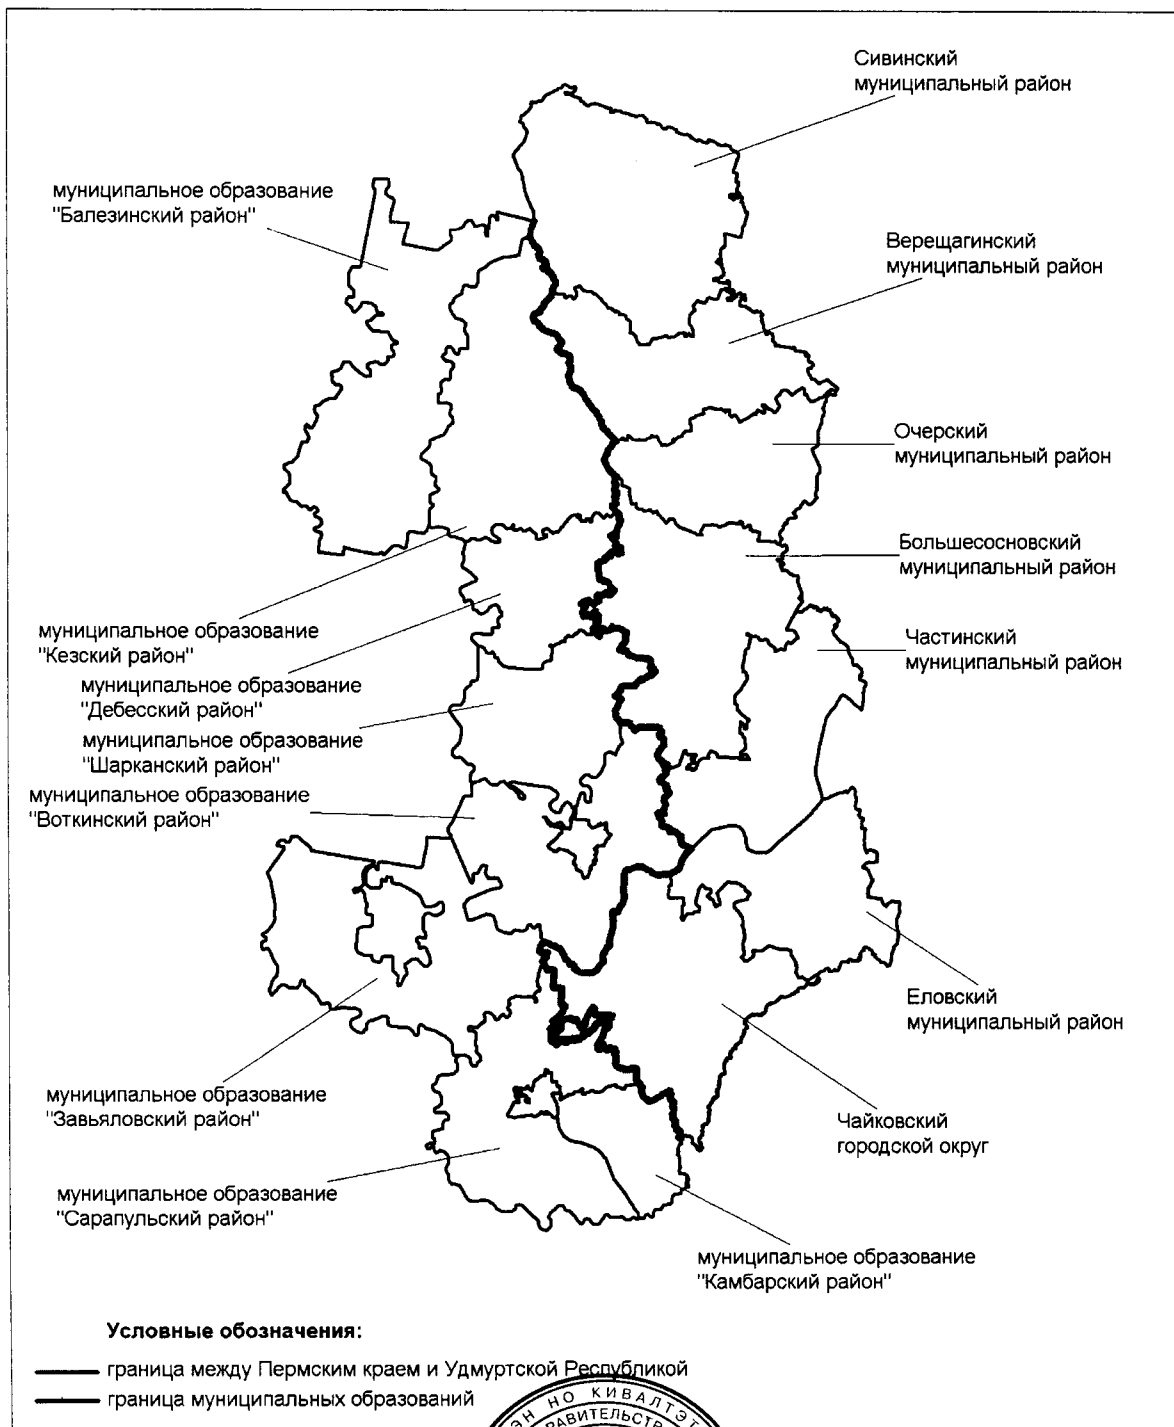 Сивинский
муниципальный район
муниципальное образование
"Балезинский район"
Верещагинский
муниципальный район
Очерский
муниципальный район
Большесосновский
муниципальный район
муниципальное образование
"Кезский район"
Частинский
муниципальный район
муниципальное образование
"Дебесский район"
муниципальное образование
"Шарканский район"
муниципальное образование
"Воткинский район"
Еловский
муниципальный район
муниципальное образование
"Завьяловский район"
Чайковский
городской округ
муниципальное образование
"Сарапульский район"
муниципальное образование
"Камбарский район"
Условные обозначения:
граница между Пермским краем и Удмуртской Республикой
граница муниципальных образований
НО КИВАЛТЭТ